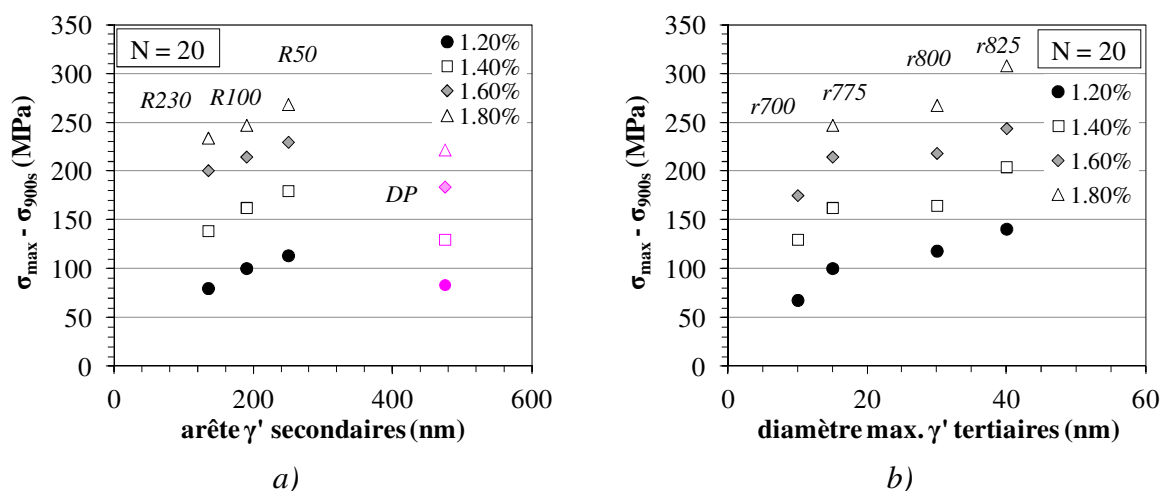 350
300
250
200
150
100
50
0
σmax - σ900s (MPa)
N = 20
R230
R100
R50
DP
1.20%
1.40%
1.60%
1.80%
0
200
400
600
arête γ' secondaires (nm)
a)
350
300
250
200
150
100
50
0
σmax - σ900s (MPa)
r700
r775
r800
r825
N = 20
1.20%
1.40%
1.60%
1.80%
0
20
40
60
diamètre max. γ' tertiaires (nm)
b)